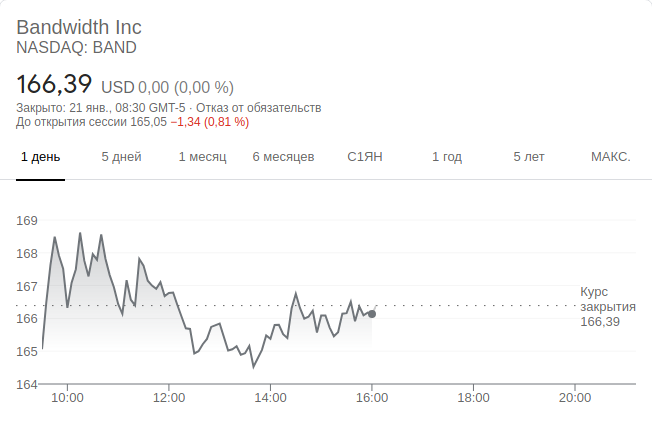 Bandwidth Inc
NASDAQ: BAND
166,39 USD 0,00 (0,00 %)
Закрыто: 21 янв., 08:30 GMT-5 · Отказ от обязательств
До открытия сессии 165,05 −1,34 (0,81 %)
1 день 5 дней 1 месяц 6 месяцев С1ЯН 1 год 5 лет МАКС.
169
168
167
166
165
164
Курс
закрытия
166,39
10:00 12:00 14:00 16:00 18:00 20:00